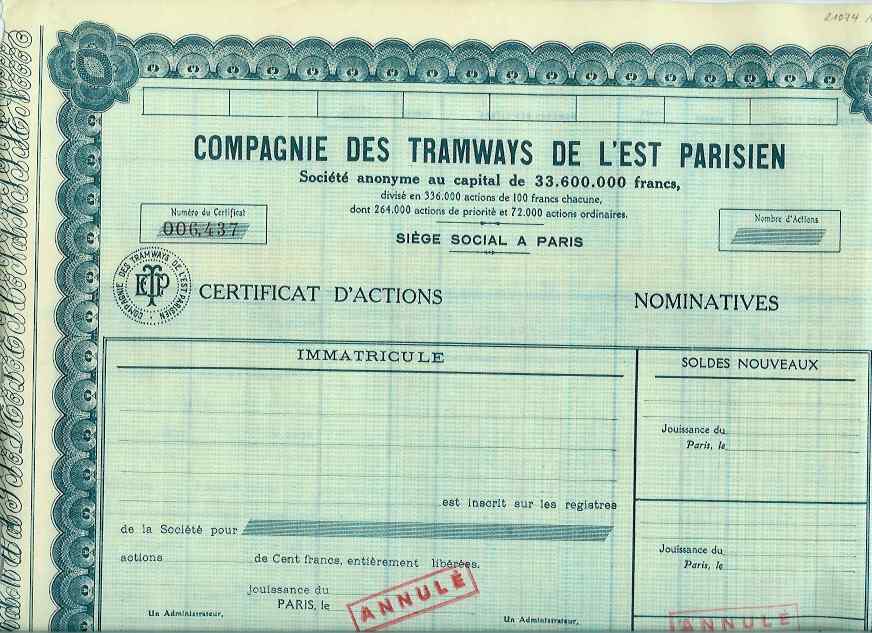 21074
COMPAGNIE DES TRAMWAYS DE L'EST PARISIEN
Société anonyme au capital de 33.600.000 francs,
divisé en 336.000 actions de 100 francs chacune,
dont 264.000 actions de priorité et 72.000 actions ordinaires.
Numéro du Certificat
006,437
Nombre d'Actions
SIÈGE SOCIAL A PARIS
COMPAGNIE DES TRAMWAYS DE L'EST PARISIEN
ETP
CERTIFICAT D'ACTIONS NOMINATIVES
IMMATRICULE
SOLDES NOUVEAUX
Jouissance du
Paris, le
est inscrit sur les registres
de la Société pour
actions de Cent francs, entièrement libérées.
Jouissance du
Paris, le
jouissance du
PARIS, le
ANNULÉ
ANNULÉ
Un Administrateur,
Un Administrateur,